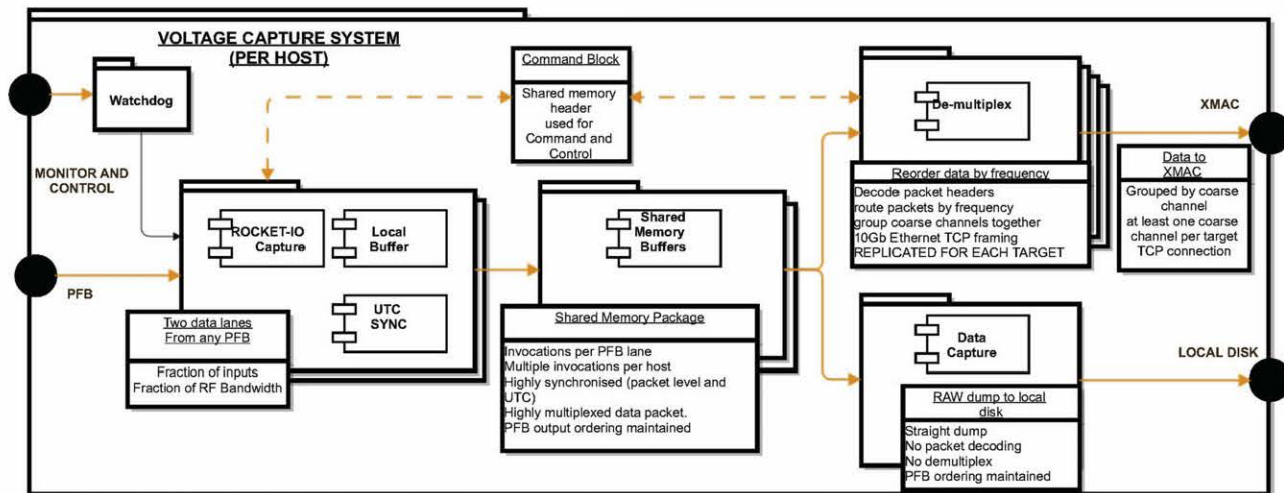 VOLTAGE CAPTURE SYSTEM
(PER HOST)
Watchdog
MONITOR AND
CONTROL
PFB
Command Block
Shared memory
header
used for
Command and
Control
ROCKET-IO
Capture
Local
Buffer
UTC
SYNC
Two data lanes
From any PFB
Fraction of inputs
Fraction of RF Bandwidth
Shared
Memory
Buffers
Shared Memory Package
Invocations per PFB lane
Multiple invocations per host
Highly synchronised (packet level and
UTC)
Highly multiplexed data packet.
PFB output ordering maintained
De-multiplex
Reorder data by frequency
Decode packet headers
route packets by frequency
group coarse channels together
10Gb Ethernet TCP framing
REPLICATED FOR EACH TARGET
XMAC
Data to
XMAC
Grouped by coarse
channel
at least one coarse
channel per target
TCP connection
Data
Capture
RAW dump to local
disk
Straight dump
No packet decoding
No demultiplex
PFB ordering maintained
LOCAL DISK